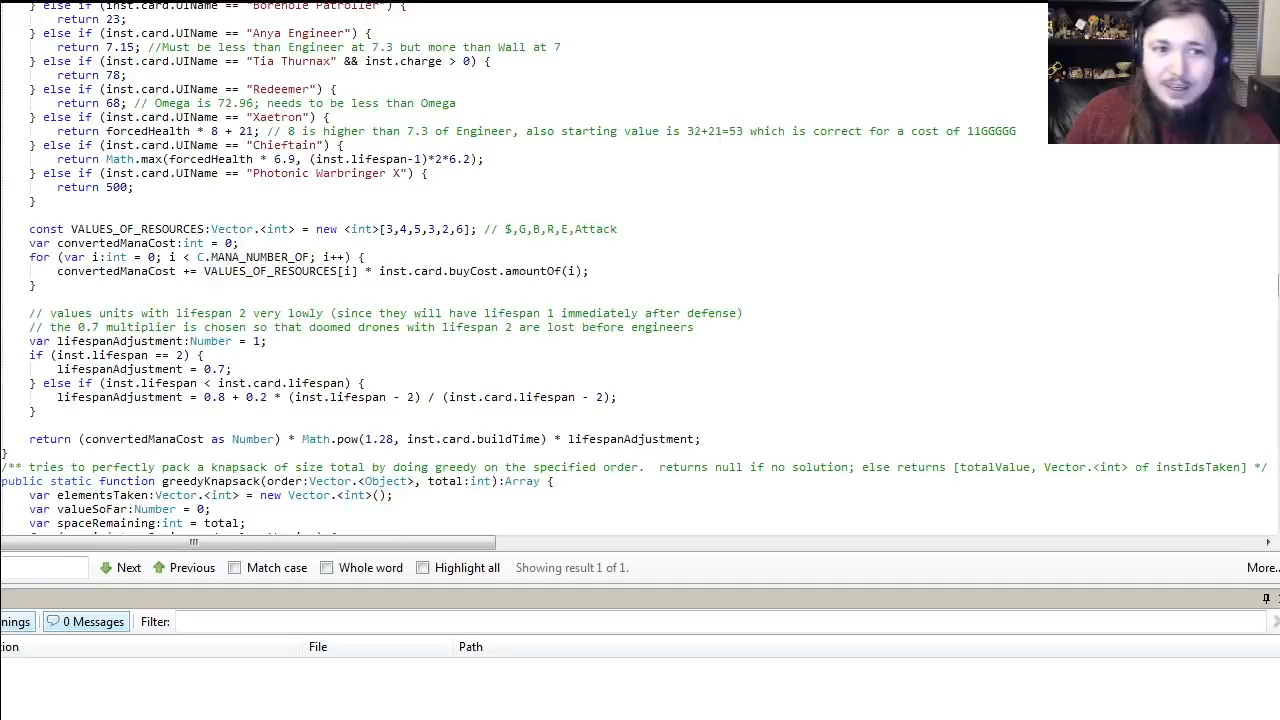 } else if (inst.card.UIName == "Borehole Patroller") {
return 23;
} else if (inst.card.UIName == "Anya Engineer") {
return 7.15; //Must be less than Engineer at 7.3 but more than Wall at 7
} else if (inst.card.UIName == "Tia Thurnax" && inst.charge > 0) {
return 78;
} else if (inst.card.UIName == "Redeemer") {
return 68; // Omega is 72.96; needs to be less than Omega
} else if (inst.card.UIName == "Xaetron") {
return forcedHealth * 8 + 21; // 8 is higher than 7.3 of Engineer, also starting value is 32+21=53 which is correct for a cost of 11GGGGG
} else if (inst.card.UIName == "Chieftain") {
return Math.max(forcedHealth * 6.9, (inst.lifespan-1)*2*6.2);
} else if (inst.card.UIName == "Photonic Warbringer X") {
return 500;
}
const VALUES_OF_RESOURCES:Vector.<int> = new <int>[3,4,5,3,2,6]; // $,G,B,R,E,Attack
var convertedManaCost:int = 0;
for (var i:int = 0; i < C.MANA_NUMBER_OF; i++) {
convertedManaCost += VALUES_OF_RESOURCES[i] * inst.card.buyCost.amountOf(i);
}
// values units with lifespan 2 very lowly (since they will have lifespan 1 immediately after defense)
// the 0.7 multiplier is chosen so that doomed drones with lifespan 2 are lost before engineers
var lifespanAdjustment:Number = 1;
if (inst.lifespan == 2) {
lifespanAdjustment = 0.7;
} else if (inst.lifespan < inst.card.lifespan) {
lifespanAdjustment = 0.8 + 0.2 * (inst.lifespan - 2) / (inst.card.lifespan - 2);
}
return (convertedManaCost as Number) * Math.pow(1.28, inst.card.buildTime) * lifespanAdjustment;
}
/** tries to perfectly pack a knapsack of size total by doing greedy on the specified order.  returns null if no solution; else returns [totalValue, Vector.<int> of instIdsTaken] */
public static function greedyKnapsack(order:Vector.<Object>, total:int):Array {
var elementsTaken:Vector.<int> = new Vector.<int>();
var valueSoFar:Number = 0;
var spaceRemaining:int = total;
Next Previous Match case Whole word Highlight all Showing result 1 of 1. More..
nings 0 Messages Filter:
ion File Path